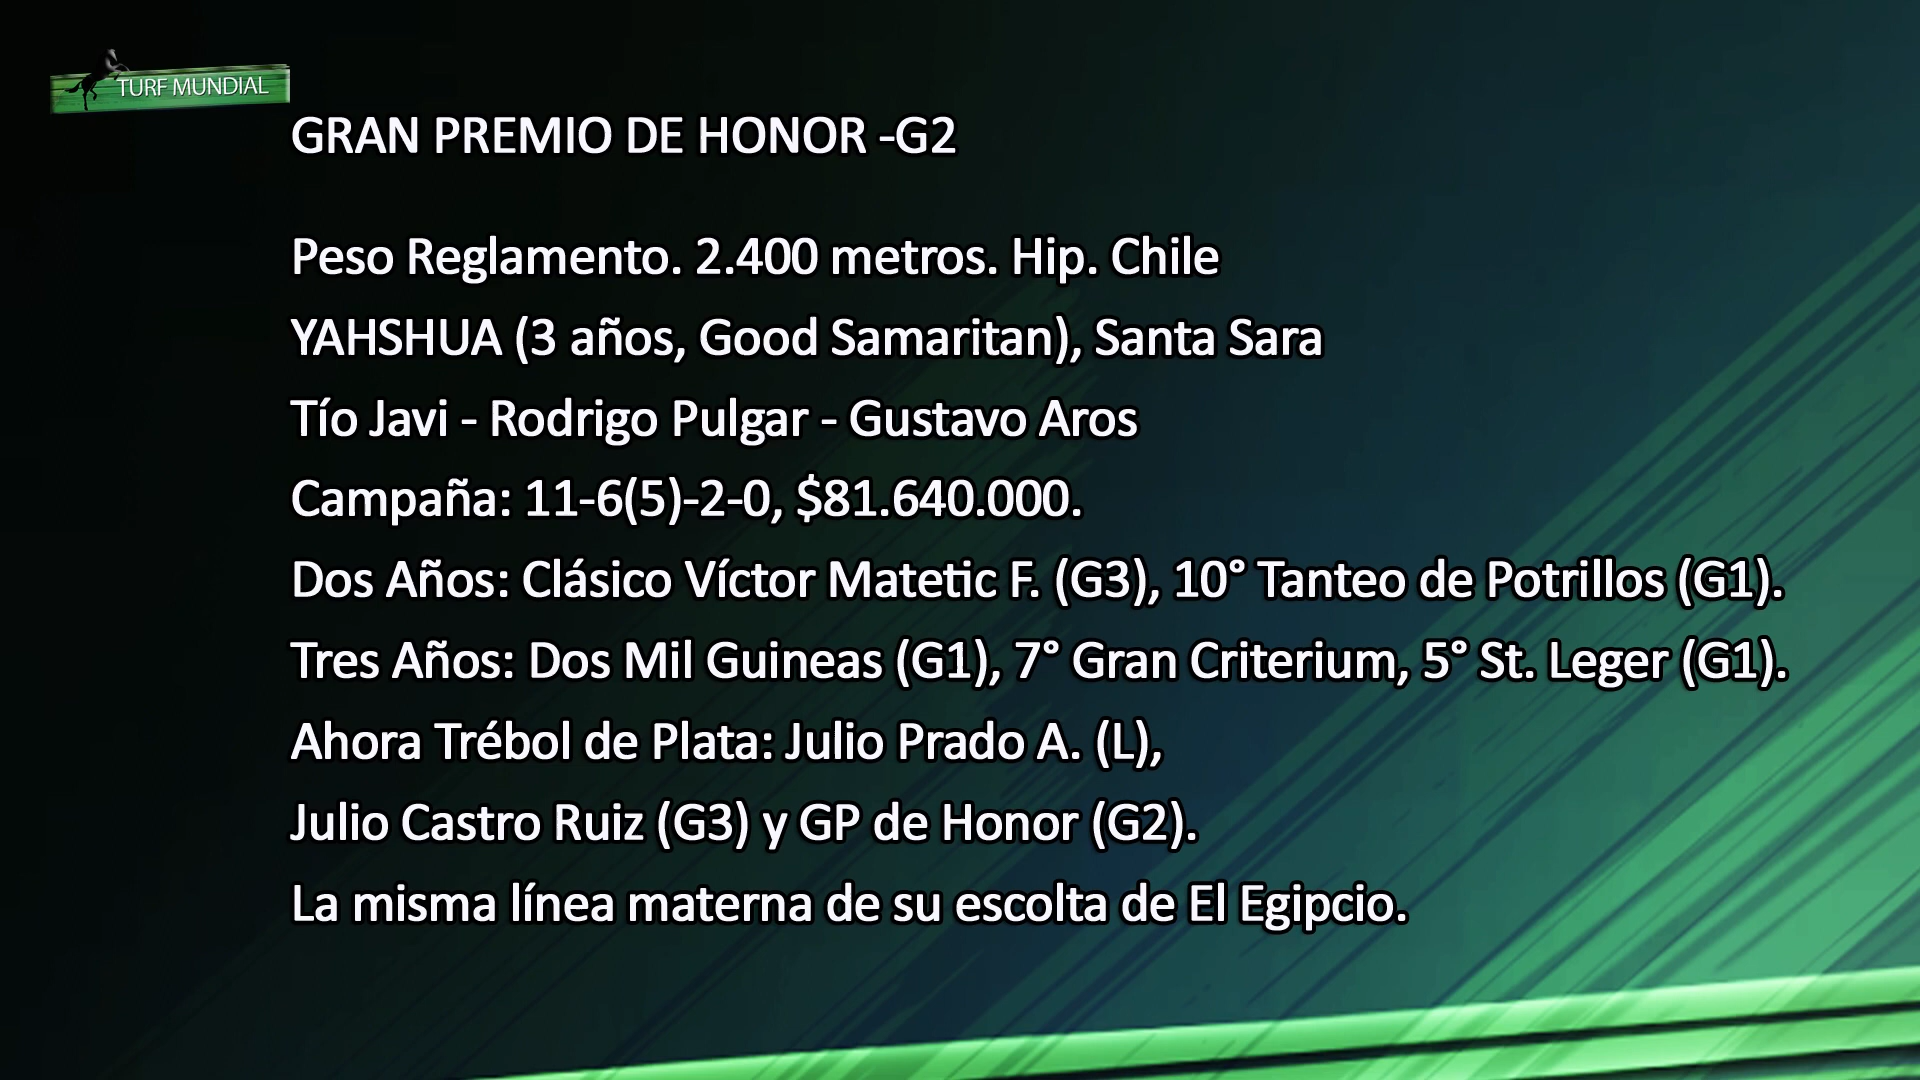 TURF MUNDIAL
GRAN PREMIO DE HONOR -G2
Peso Reglamento. 2.400 metros. Hip. Chile
YAHSHUA (3 años, Good Samaritan), Santa Sara
Tío Javi - Rodrigo Pulgar - Gustavo Aros
Campaña: 11-6(5)-2-0, $81.640.000.
Dos Años: Clásico Víctor Matetic F. (G3), 10° Tanteo de Potrillos (G1).
Tres Años: Dos Mil Guineas (G1), 7° Gran Criterium, 5° St. Leger (G1).
Ahora Trébol de Plata: Julio Prado A. (L),
Julio Castro Ruiz (G3) y GP de Honor (G2).
La misma línea materna de su escolta de El Egipcio.